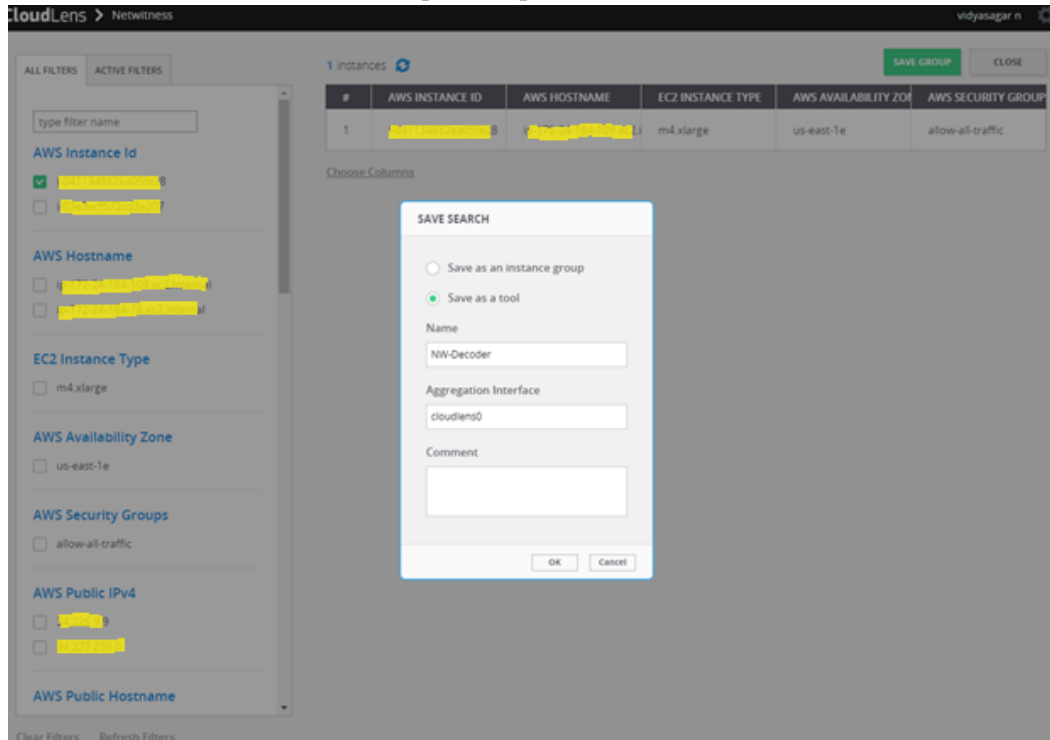 CloudLens > Netwitness
vidyasagar n
ALL FILTERS
ACTIVE FILTERS
1 instances
SAVE GROUP
CLOSE
# AWS INSTANCE ID AWS HOSTNAME EC2 INSTANCE TYPE AWS AVAILABILITY ZON AWS SECURITY GROUP
1 m4.xlarge us-east-1e allow-all-traffic
Choose Columns
type filter name
AWS Instance Id
AWS Hostname
EC2 Instance Type
m4.xlarge
AWS Availability Zone
us-east-1e
AWS Security Groups
allow-all-traffic
AWS Public IPv4
AWS Public Hostname
Clear Filters Refresh Filters
SAVE SEARCH
Save as an instance group
Save as a tool
Name
NW-Decoder
Aggregation Interface
cloudlens0
Comment
OK Cancel